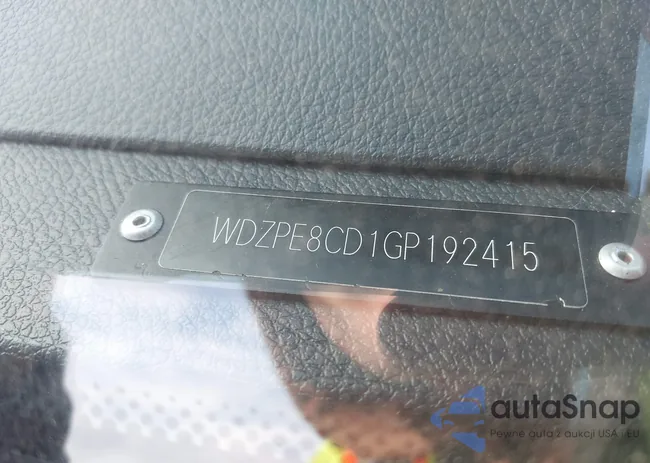 WDZPE8CD1GP192415
autaSnap
Pewne auta z aukcji USA i EU